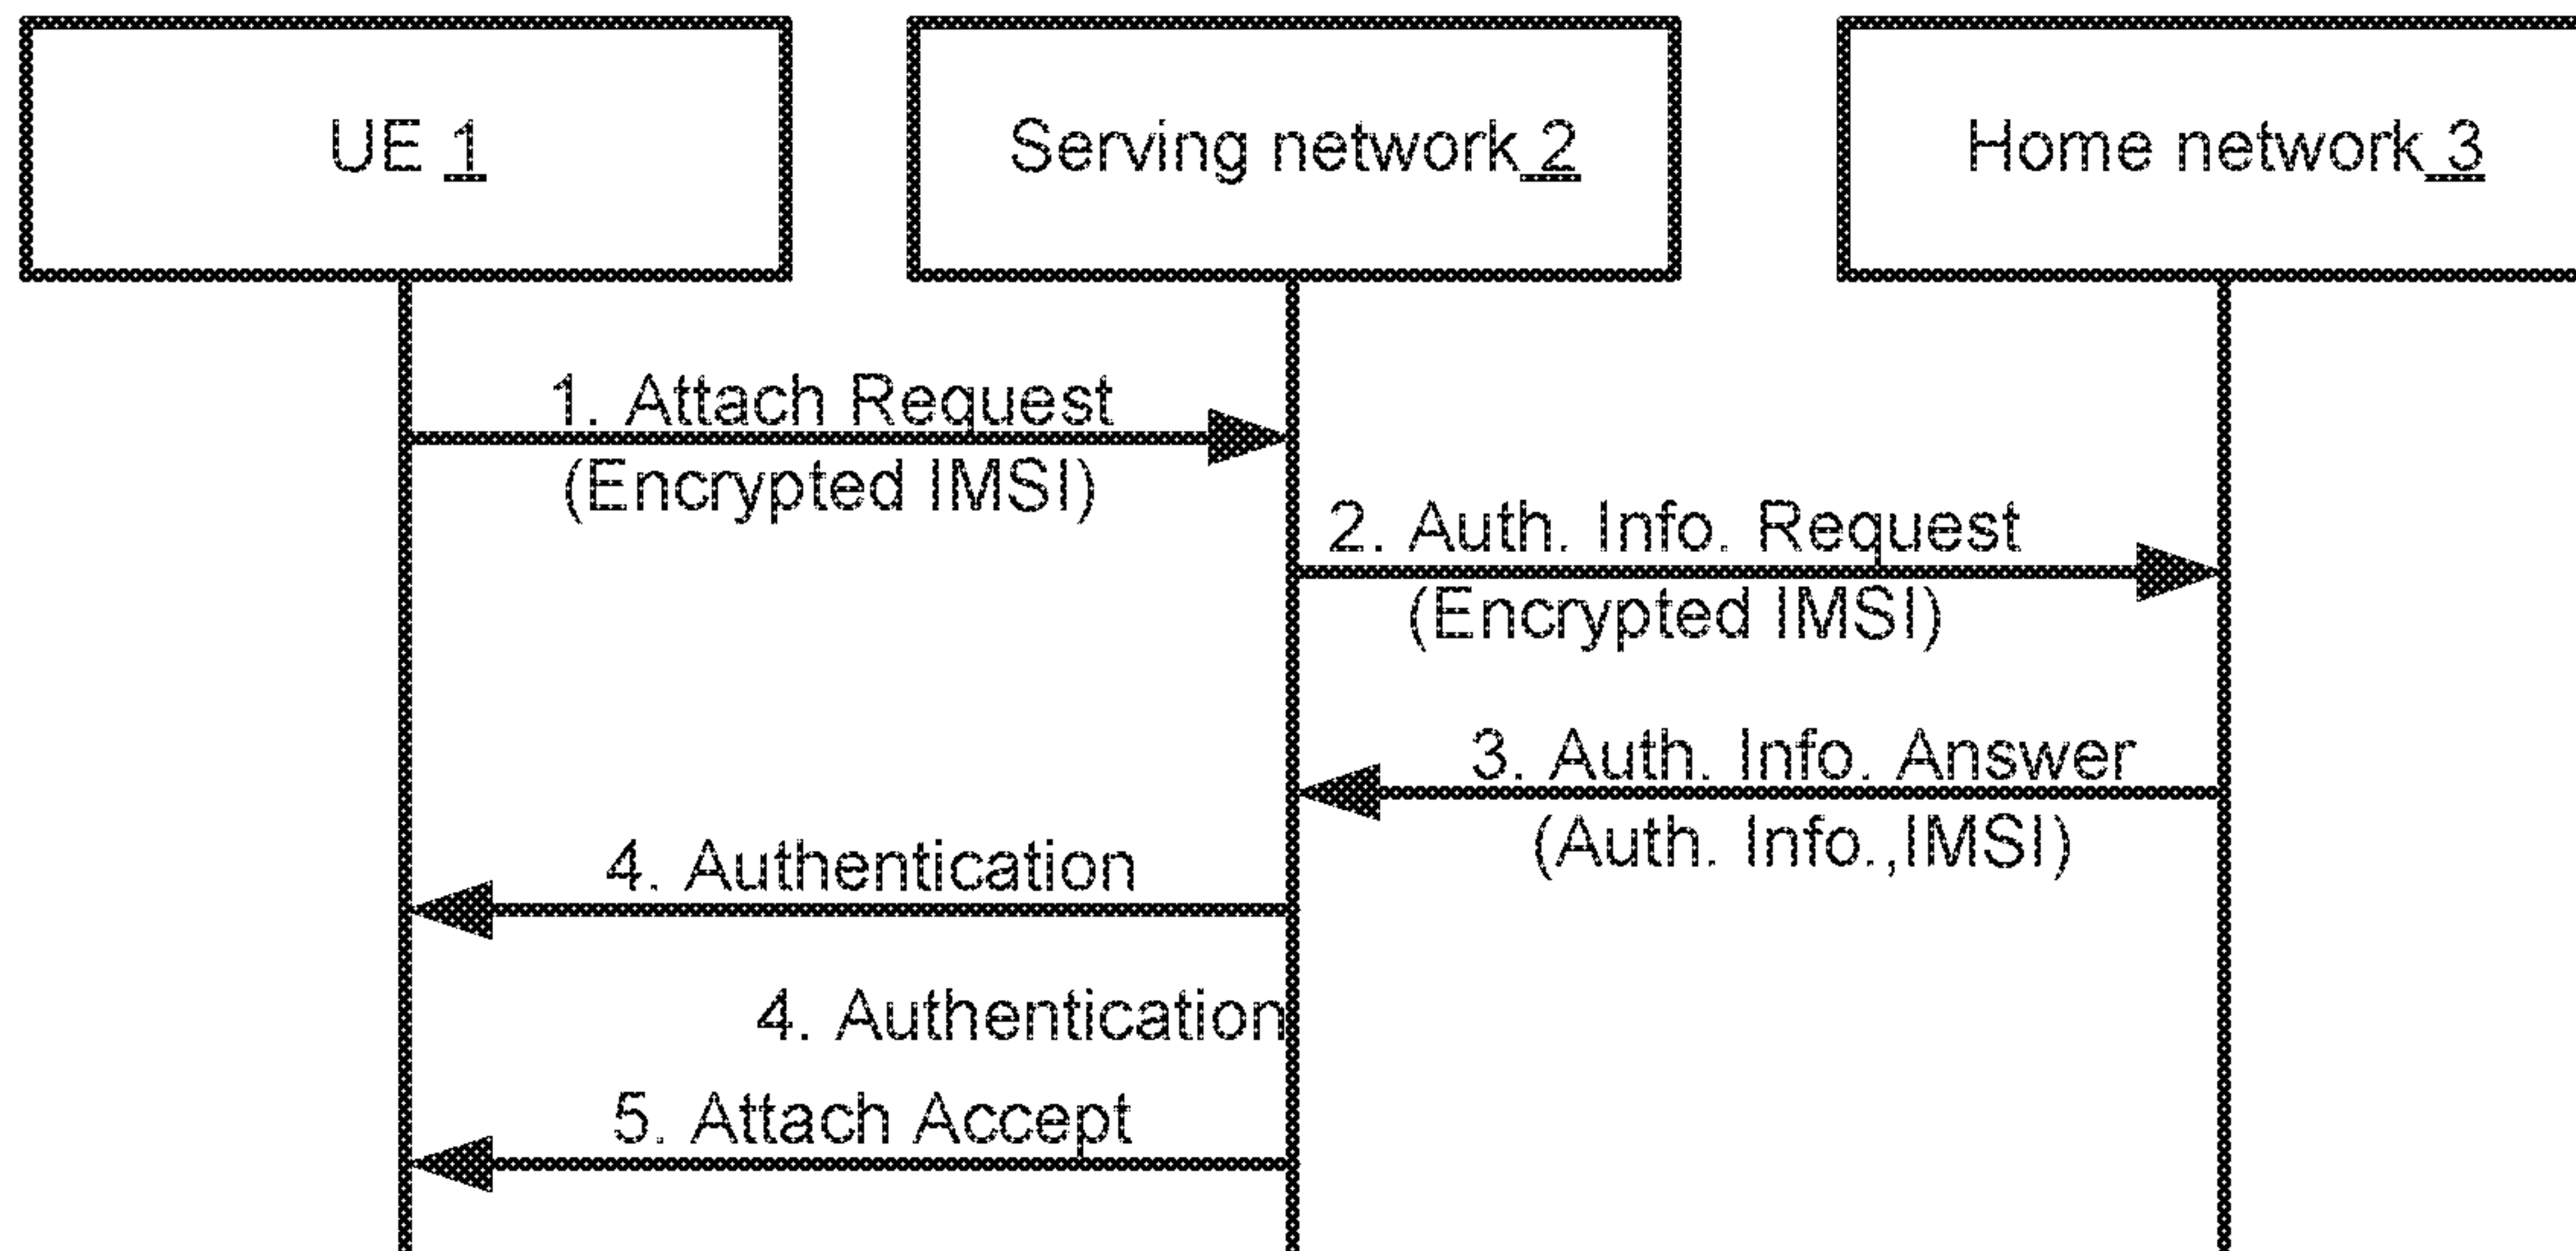 UE 1
Serving network 2
Home network 3
1. Attach Request
(Encrypted IMSI)
2. Auth. Info. Request
(Encrypted IMSI)
3. Auth. Info. Answer
(Auth. Info.,IMSI)
4. Authentication
4. Authentication
5. Attach Accept